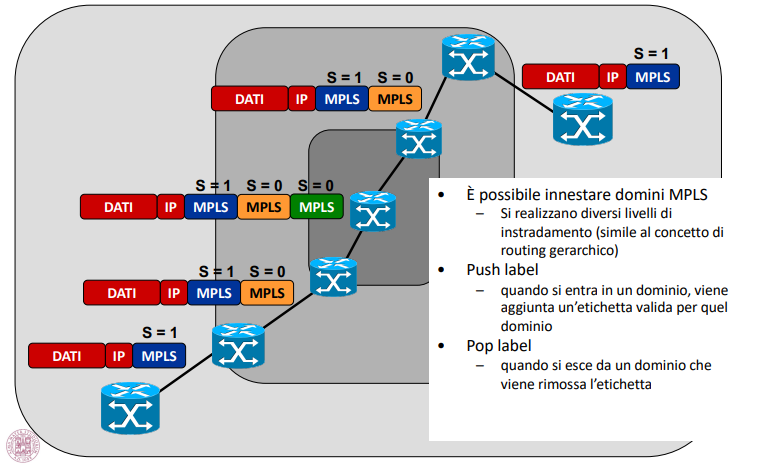 S = 1
DATI IP MPLS
S = 1 S = 0
DATI IP MPLS MPLS
S = 1 S = 0 S = 0
DATI IP MPLS MPLS MPLS
S = 1 S = 0
DATI IP MPLS MPLS
S = 1
DATI IP MPLS
• È possibile innestare domini MPLS
– Si realizzano diversi livelli di
instradamento (simile al concetto di
routing gerarchico)
• Push label
– quando si entra in un dominio, viene
aggiunta un'etichetta valida per quel
dominio
• Pop label
– quando si esce da un dominio che
viene rimossa l'etichetta